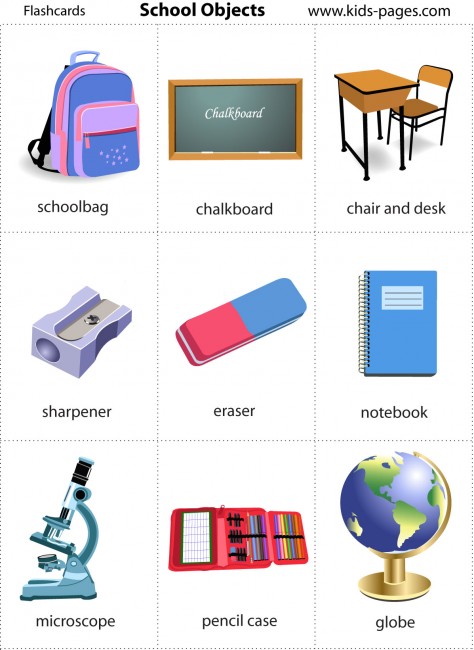 Flashcards School Objects www.kids-pages.com
Chalkboard
schoolbag chalkboard chair and desk
sharpener eraser notebook
microscope pencil case globe